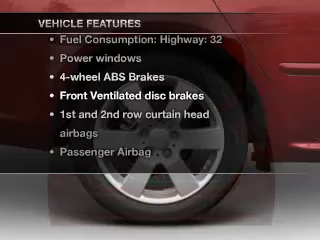 VEHICLE FEATURES
• Fuel Consumption: Highway: 32
• Power windows
• 4-wheel ABS Brakes
• Front Ventilated disc brakes
• 1st and 2nd row curtain head
airbags
• Passenger Airbag